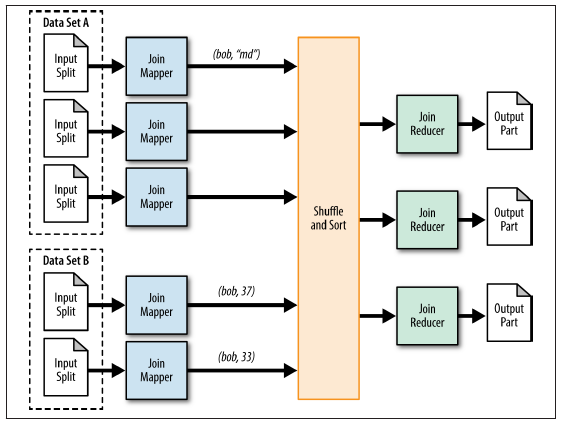 Data Set A
Input
Split
Join
Mapper
(bob, “md”)
Input
Split
Join
Mapper
Input
Split
Join
Mapper
Data Set B
Input
Split
Join
Mapper
(bob, 37)
Input
Split
Join
Mapper
(bob, 33)
Shuffle
and Sort
Join
Reducer
Output
Part
Join
Reducer
Output
Part
Join
Reducer
Output
Part